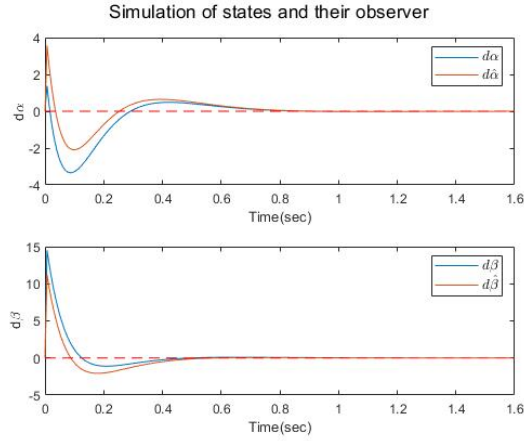 Simulation of states and their observer
4
2
0
-2
-4
dα
dα
dα̂
0 0.2 0.4 0.6 0.8 1 1.2 1.4 1.6
Time(sec)
15
10
5
0
-5
dβ
dβ
dβ̂
0 0.2 0.4 0.6 0.8 1 1.2 1.4 1.6
Time(sec)